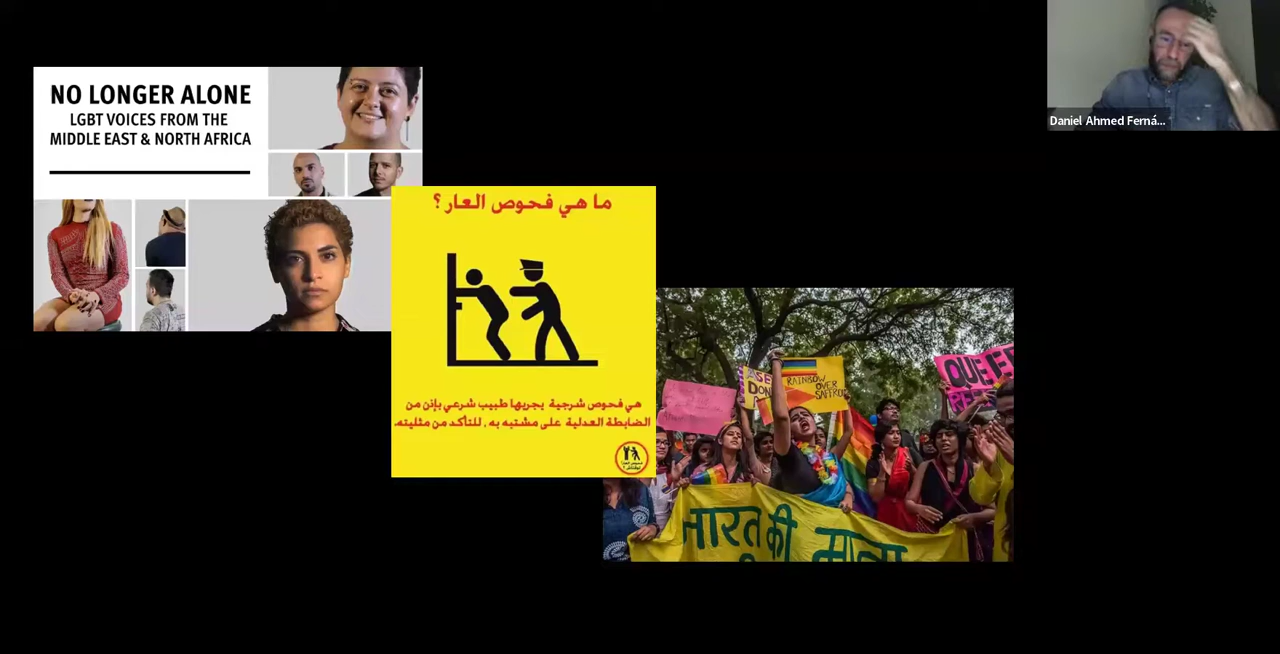 NO LONGER ALONE
LGBT VOICES FROM THE
MIDDLE EAST & NORTH AFRICA
Daniel Ahmed Ferná...
ما هي فحوص العار ؟
هي فحوص شرجية يجريها طبيب شرعي بإذن من
الضابطة العدلية على مشتبه به ، للتأكد من مثليته.
RAINBOW
OVER
SAFFRON
भारत की माता